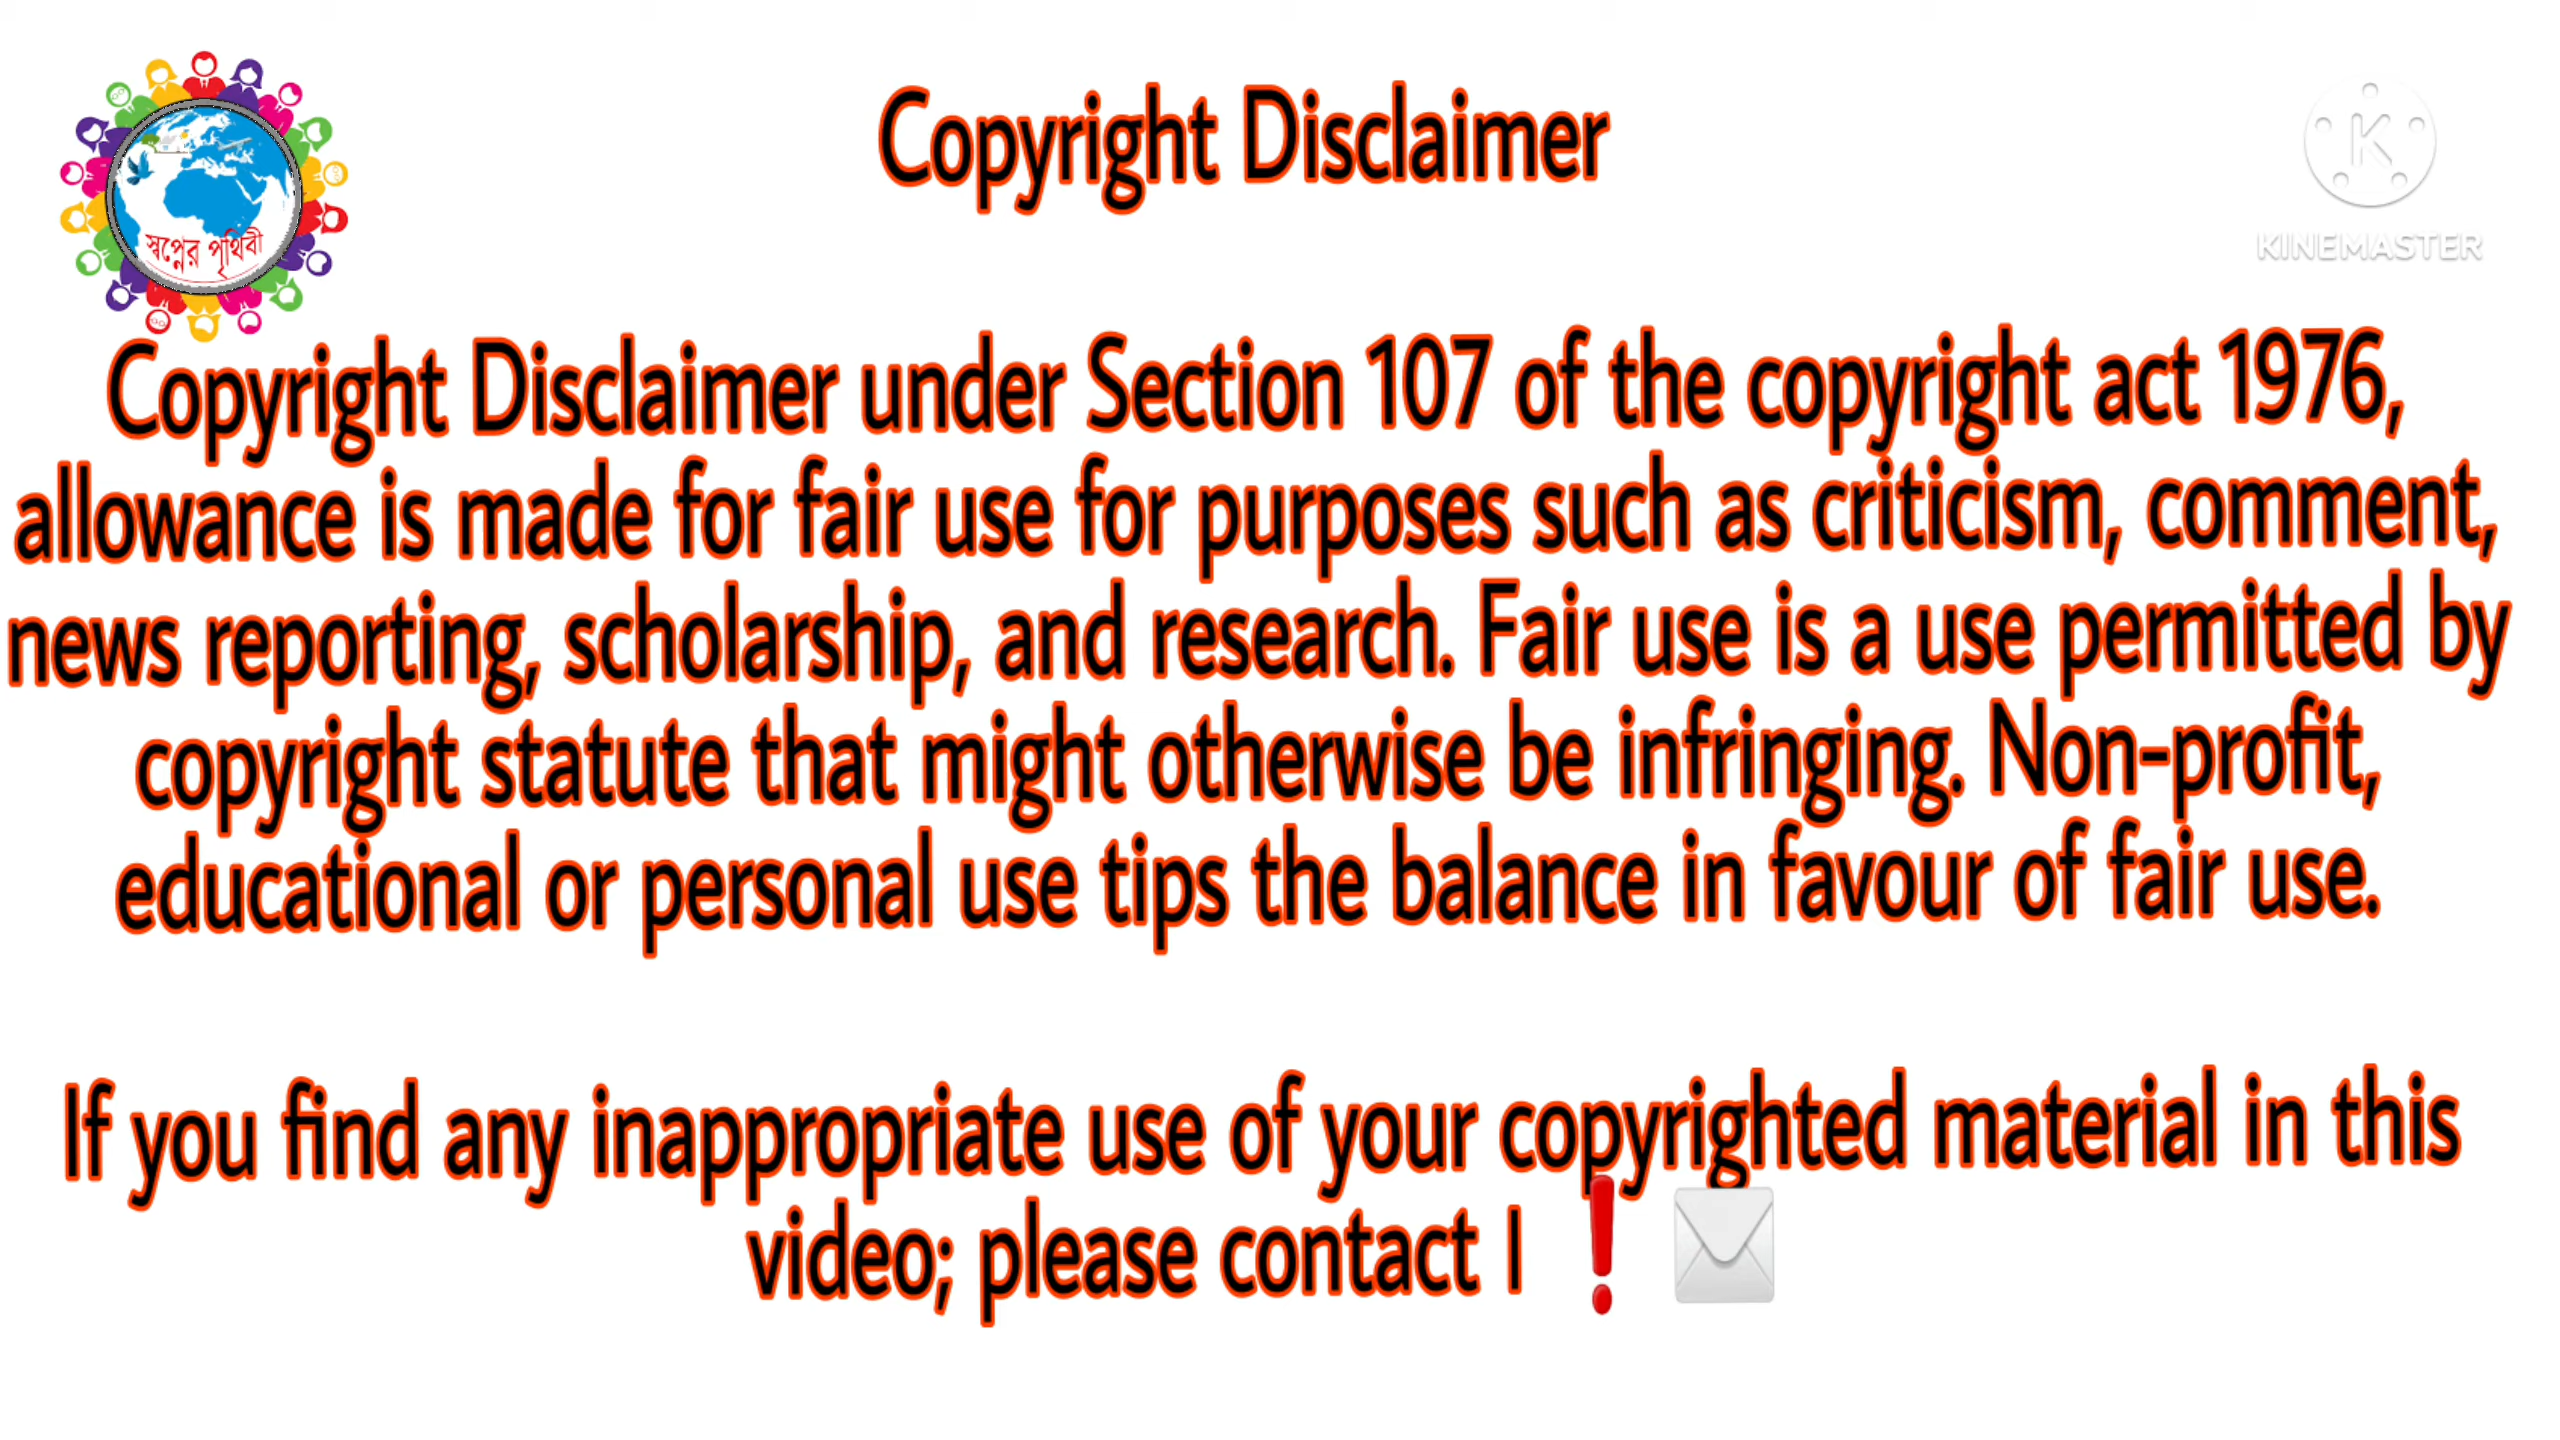 Copyright Disclaimer
K
KINEMASTER
স্বপ্নের পৃথিবী
Copyright Disclaimer under Section 107 of the copyright act 1976,
allowance is made for fair use for purposes such as criticism, comment,
news reporting, scholarship, and research. Fair use is a use permitted by
copyright statute that might otherwise be infringing. Non-profit,
educational or personal use tips the balance in favour of fair use.
If you find any inappropriate use of your copyrighted material in this
video; please contact I ❗ ✉